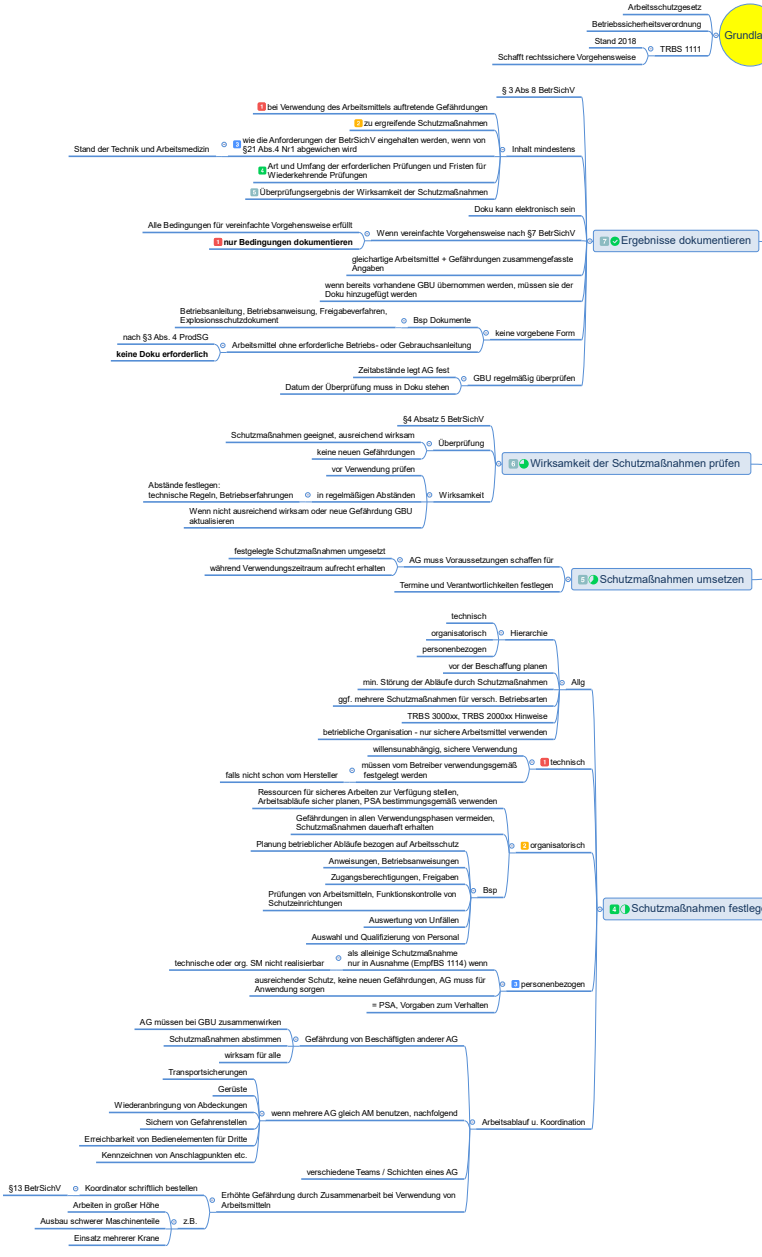 Arbeitsschutzgesetz
Betriebssicherheitsverordnung
Stand 2018
TRBS 1111
Schafft rechtssichere Vorgehensweise
Grundla
§ 3 Abs 8 BetrSichV
1 bei Verwendung des Arbeitsmittels auftretende Gefährdungen
2 zu ergreifende Schutzmaßnahmen
Stand der Technik und Arbeitsmedizin
3 wie die Anforderungen der BetrSichV eingehalten werden, wenn von
§21 Abs.4 Nr1 abgewichen wird
Inhalt mindestens
4 Art und Umfang der erforderlichen Prüfungen und Fristen für
Wiederkehrende Prüfungen
5 Überprüfungsergebnis der Wirksamkeit der Schutzmaßnahmen
Doku kann elektronisch sein
Alle Bedingungen für vereinfachte Vorgehensweise erfüllt
1 nur Bedingungen dokumentieren
Wenn vereinfachte Vorgehensweise nach §7 BetrSichV
7 Ergebnisse dokumentieren
gleichartige Arbeitsmittel + Gefährdungen zusammengefasste
Angaben
wenn bereits vorhandene GBU übernommen werden, müssen sie der
Doku hinzugefügt werden
Betriebsanleitung, Betriebsanweisung, Freigabeverfahren,
Explosionsschutzdokument
Bsp Dokumente
keine vorgebene Form
nach §3 Abs. 4 ProdSG
keine Doku erforderlich
Arbeitsmittel ohne erforderliche Betriebs- oder Gebrauchsanleitung
Zeitabstände legt AG fest
Datum der Überprüfung muss in Doku stehen
GBU regelmäßig überprüfen
§4 Absatz 5 BetrSichV
Schutzmaßnahmen geeignet, ausreichend wirksam
keine neuen Gefährdungen
Überprüfung
6 Wirksamkeit der Schutzmaßnahmen prüfen
vor Verwendung prüfen
Abstände festlegen:
technische Regeln, Betriebserfahrungen
in regelmäßigen Abständen
Wirksamkeit
Wenn nicht ausreichend wirksam oder neue Gefährdung GBU
aktualisieren
festgelegte Schutzmaßnahmen umgesetzt
während Verwendungszeitraum aufrecht erhalten
AG muss Voraussetzungen schaffen für
Termine und Verantwortlichkeiten festlegen
5 Schutzmaßnahmen umsetzen
technisch
organisatorisch
personenbezogen
Hierarchie
vor der Beschaffung planen
min. Störung der Abläufe durch Schutzmaßnahmen
Allg
ggf. mehrere Schutzmaßnahmen für versch. Betriebsarten
TRBS 3000xx, TRBS 2000xx Hinweise
betriebliche Organisation - nur sichere Arbeitsmittel verwenden
willensunabhängig, sichere Verwendung
falls nicht schon vom Hersteller
müssen vom Betreiber verwendungsgemäß
festgelegt werden
1 technisch
Ressourcen für sicheres Arbeiten zur Verfügung stellen,
Arbeitsabläufe sicher planen, PSA bestimmungsgemäß verwenden
Gefährdungen in allen Verwendungsphasen vermeiden,
Schutzmaßnahmen dauerhaft erhalten
2 organisatorisch
Planung betrieblicher Abläufe bezogen auf Arbeitsschutz
Anweisungen, Betriebsanweisungen
Zugangsberechtigungen, Freigaben
Bsp
Prüfungen von Arbeitsmitteln, Funktionskontrolle von
Schutzeinrichtungen
Auswertung von Unfällen
Auswahl und Qualifizierung von Personal
4 Schutzmaßnahmen festlege
technische oder org. SM nicht realisierbar
als alleinige Schutzmaßnahme
nur in Ausnahme (EmpfBS 1114) wenn
ausreichender Schutz, keine neuen Gefährdungen, AG muss für
Anwendung sorgen
3 personenbezogen
= PSA, Vorgaben zum Verhalten
AG müssen bei GBU zusammenwirken
Schutzmaßnahmen abstimmen
wirksam für alle
Gefährdung von Beschäftigten anderer AG
Transportsicherungen
Gerüste
Wiederanbringung von Abdeckungen
Sichern von Gefahrenstellen
Erreichbarkeit von Bedienelementen für Dritte
Kennzeichnen von Anschlagpunkten etc.
wenn mehrere AG gleich AM benutzen, nachfolgend
Arbeitsablauf u. Koordination
verschiedene Teams / Schichten eines AG
§13 BetrSichV
Koordinator schriftlich bestellen
Erhöhte Gefährdung durch Zusammenarbeit bei Verwendung von
Arbeitsmitteln
Arbeiten in großer Höhe
Ausbau schwerer Maschinenteile
Einsatz mehrerer Krane
z.B.